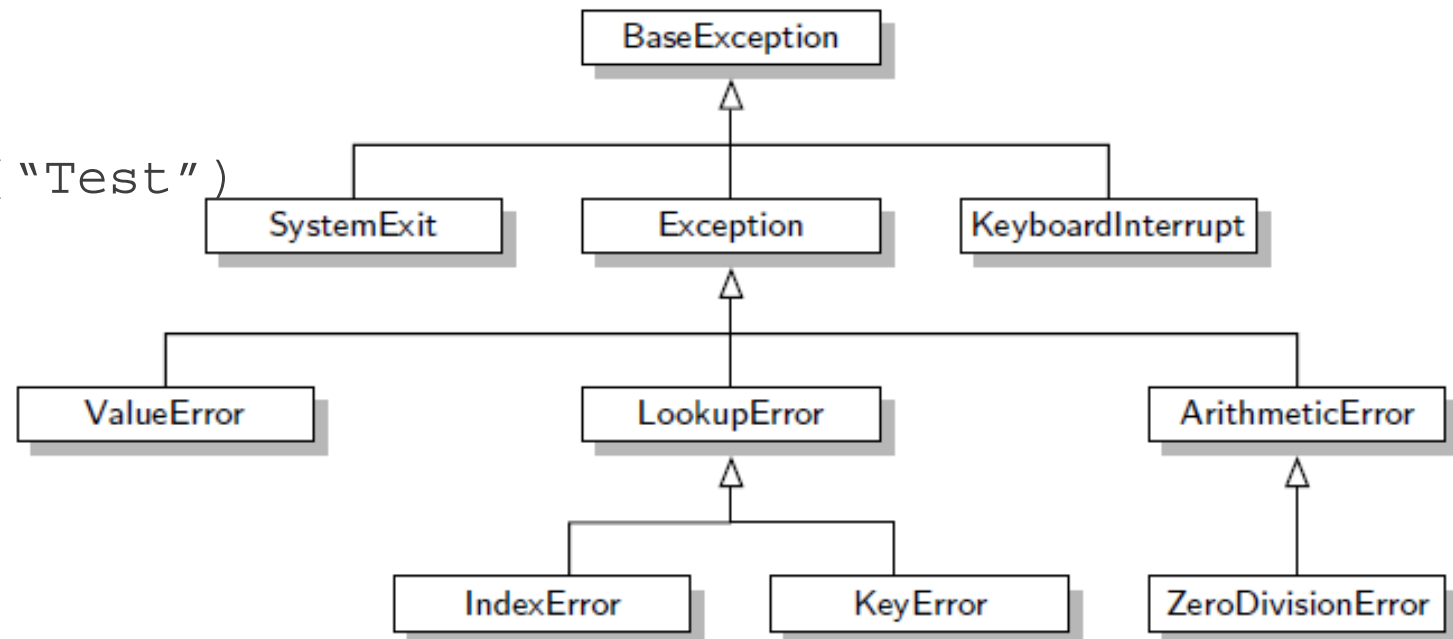 BaseException
(“Test”)
SystemExit Exception KeyboardInterrupt
ValueError LookupError ArithmeticError
IndexError KeyError ZeroDivisionError